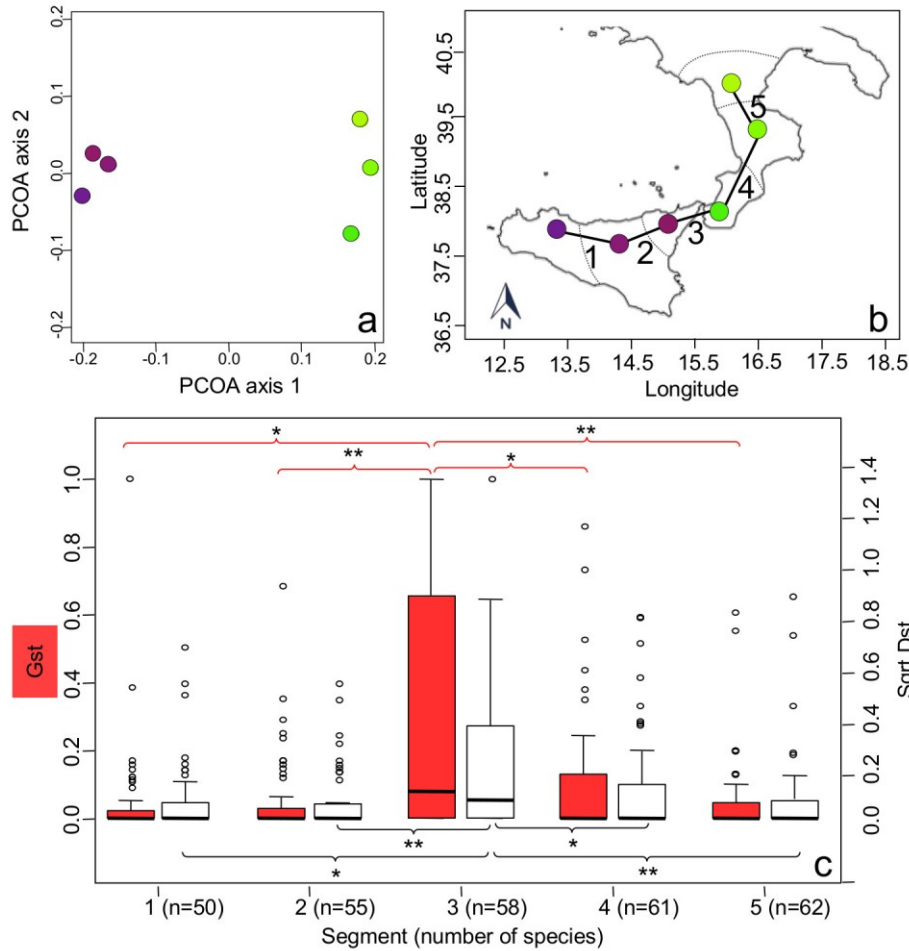 0.2
0.1
0.0
-0.1
-0.2
PCOA axis 2
-0.2 -0.1 0.0 0.1 0.2
PCOA axis 1
a
40.5
39.5
38.5
37.5
36.5
Latitude
5
4
3
2
1
N
b
12.5 13.5 14.5 15.5 16.5 17.5 18.5
Longitude
* **
** *
1.0
0.8
0.6
0.4
0.2
0.0
Gst
1.4
1.2
1.0
0.8
0.6
0.4
0.2
0.0
Sqrt Dst
** *
* **
c
1 (n=50) 2 (n=55) 3 (n=58) 4 (n=61) 5 (n=62)
Segment (number of species)